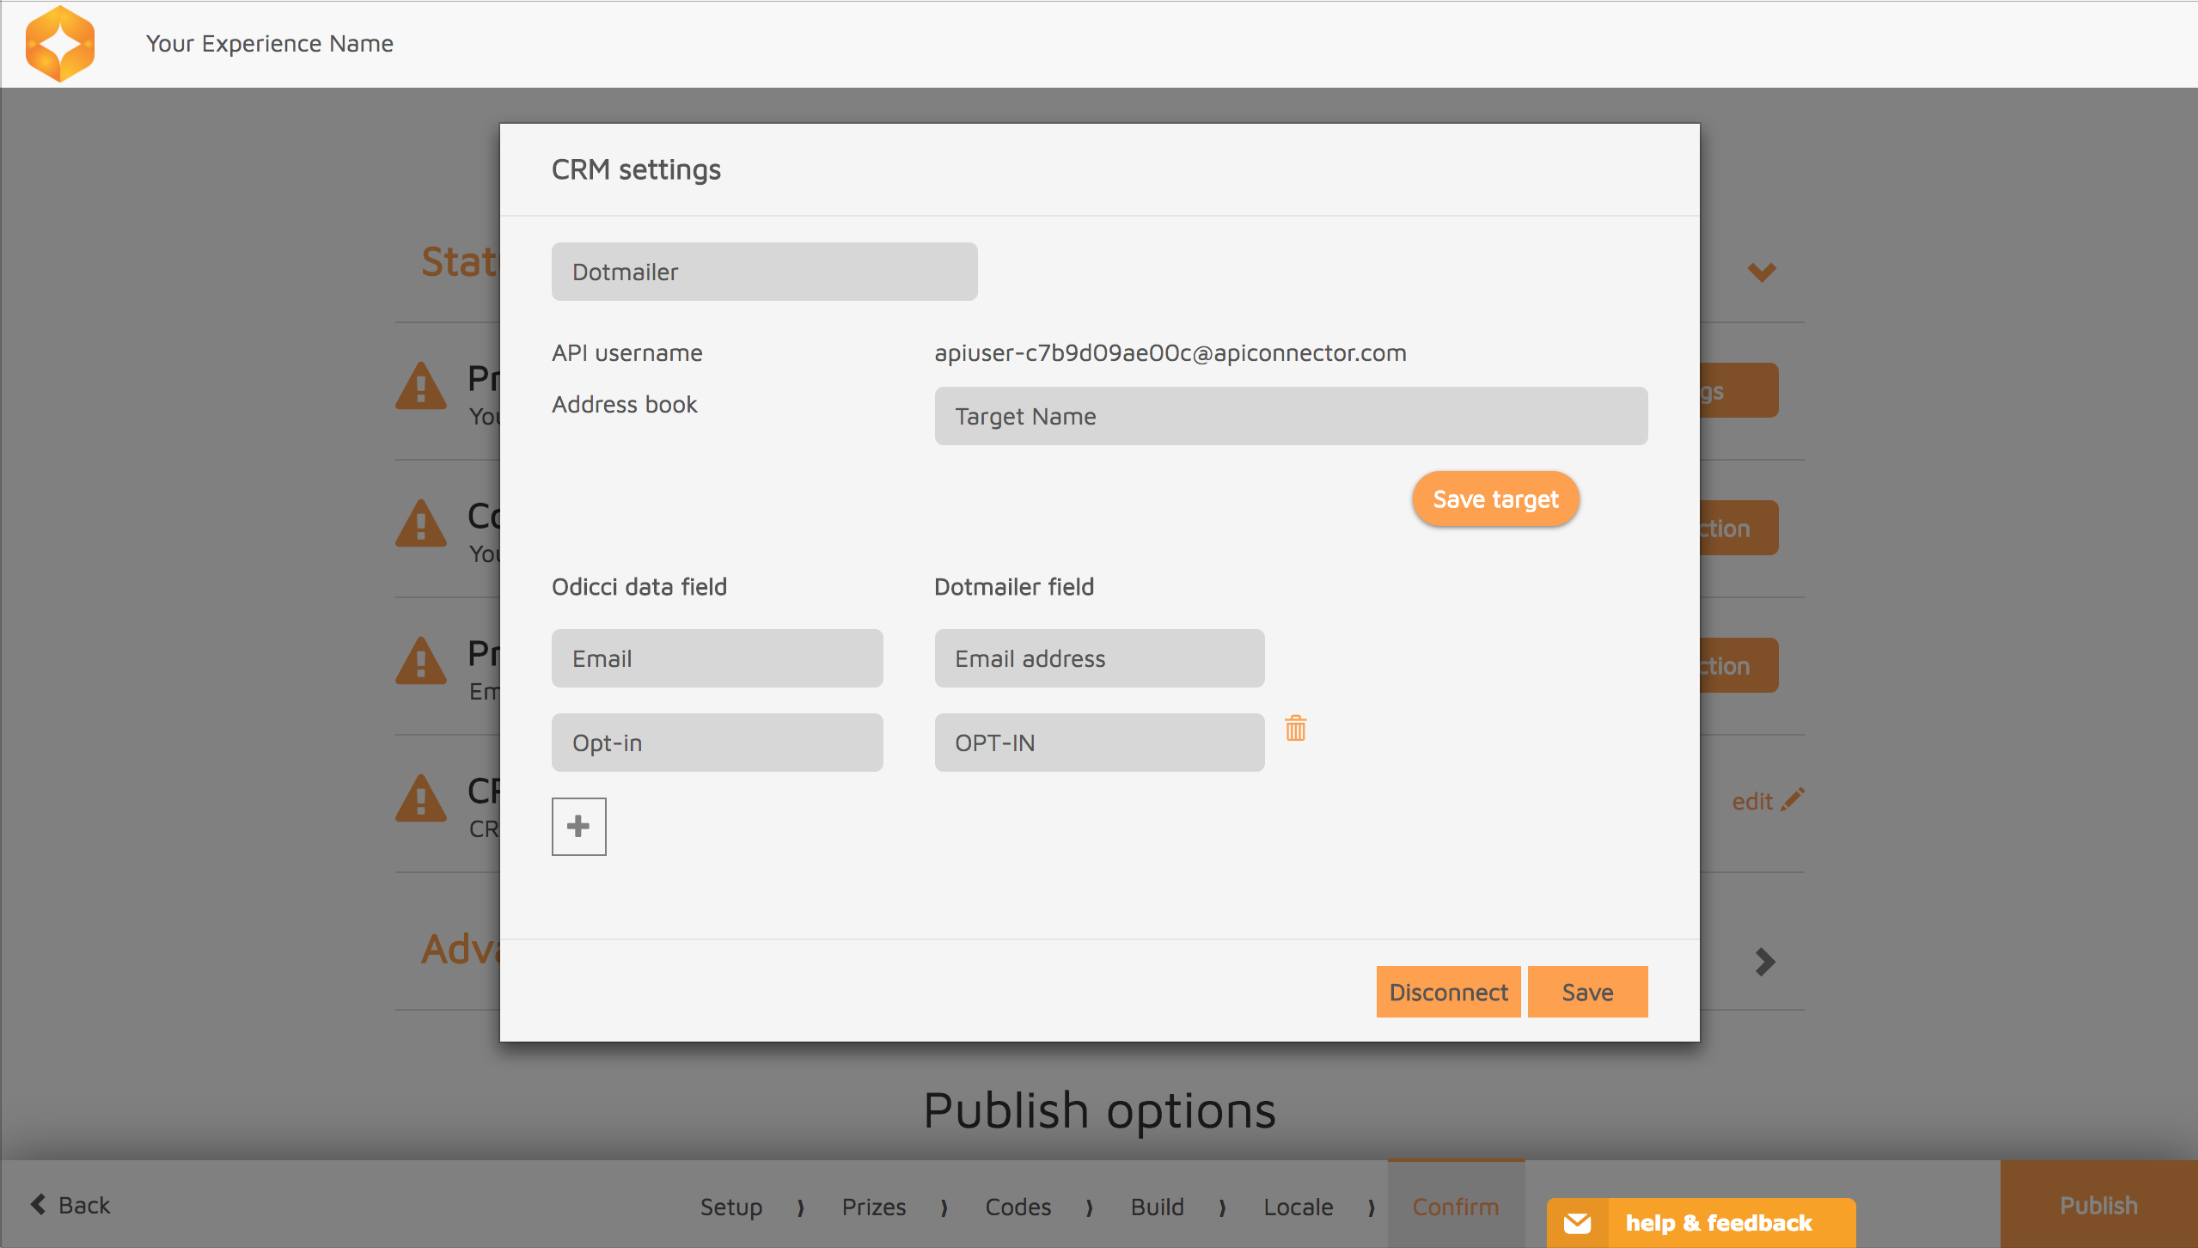 Your Experience Name
CRM settings
Dotmailer
API username
apiuser-c7b9d09ae00c@apiconnector.com
Address book
Target Name
Save target
Odicci data field
Dotmailer field
Email
Email address
Opt-in
OPT-IN
Disconnect
Save
Stat
Pr
You
gs
Co
You
ction
Pr
Em
ction
CR
CR
edit
Adva
Publish options
Back
Setup
Prizes
Codes
Build
Locale
Confirm
help & feedback
Publish